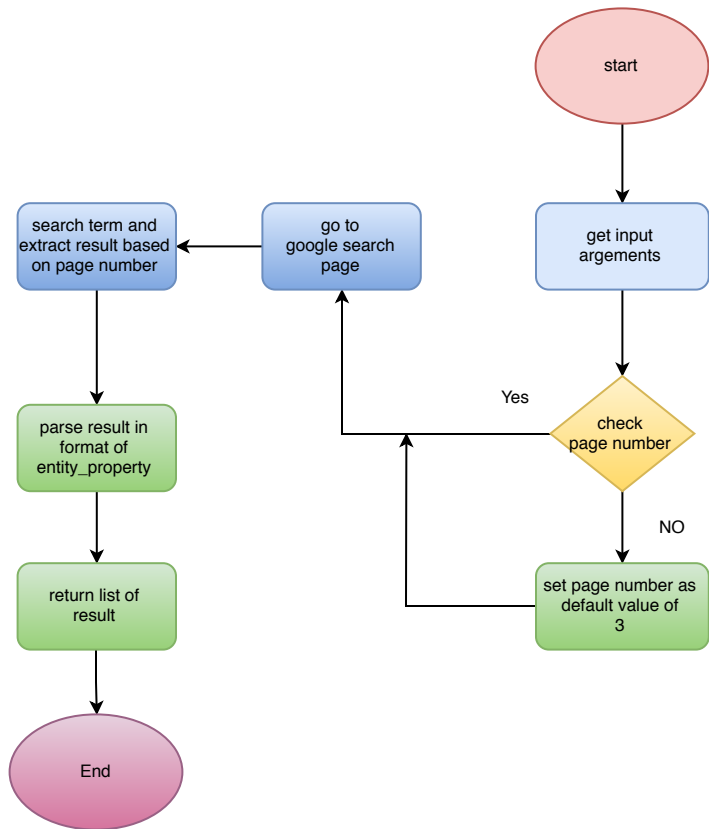 start
get input
argements
check
page number
Yes
NO
set page number as
default value of
3
go to
google search
page
search term and
extract result based
on page number
parse result in
format of
entity_property
return list of
result
End